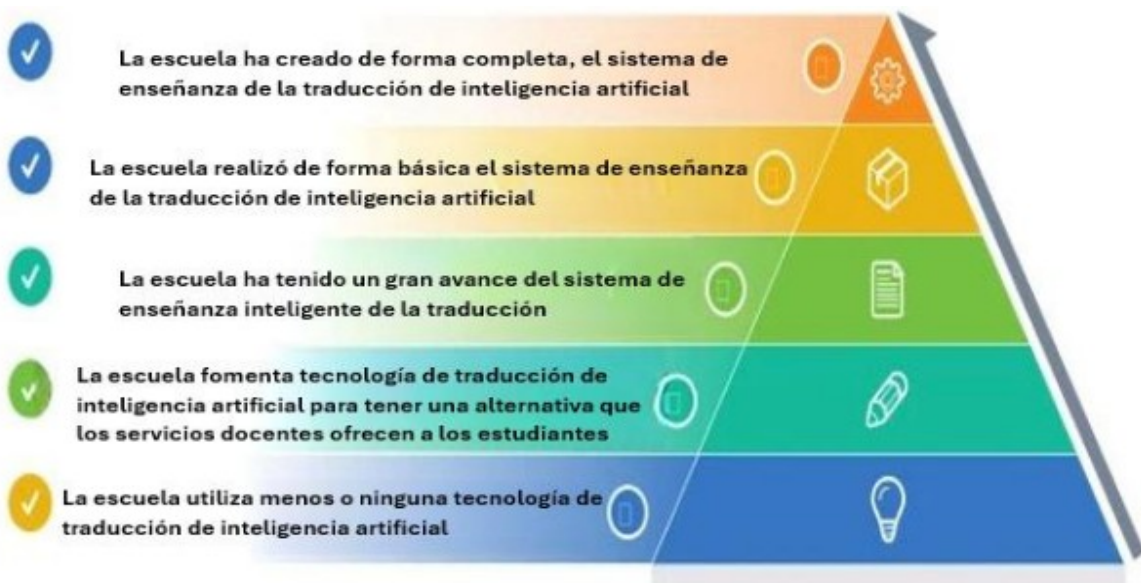 La escuela ha creado de forma completa, el sistema de
enseñanza de la traducción de inteligencia artificial
La escuela realizó de forma básica el sistema de enseñanza
de la traducción de inteligencia artificial
La escuela ha tenido un gran avance del sistema de
enseñanza inteligente de la traducción
La escuela fomenta tecnología de traducción de
inteligencia artificial para tener una alternativa que
los servicios docentes ofrecen a los estudiantes
La escuela utiliza menos o ninguna tecnología de
traducción de inteligencia artificial